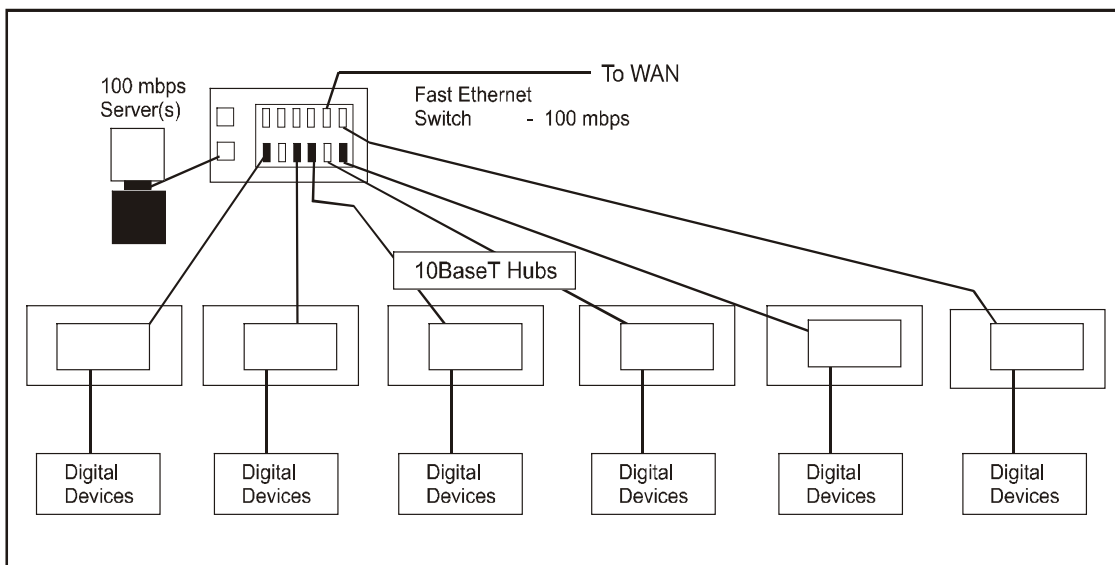 To WAN
100 mbps
Server(s)
Fast Ethernet
Switch - 100 mbps
10BaseT Hubs
Digital
Devices
Digital
Devices
Digital
Devices
Digital
Devices
Digital
Devices
Digital
Devices